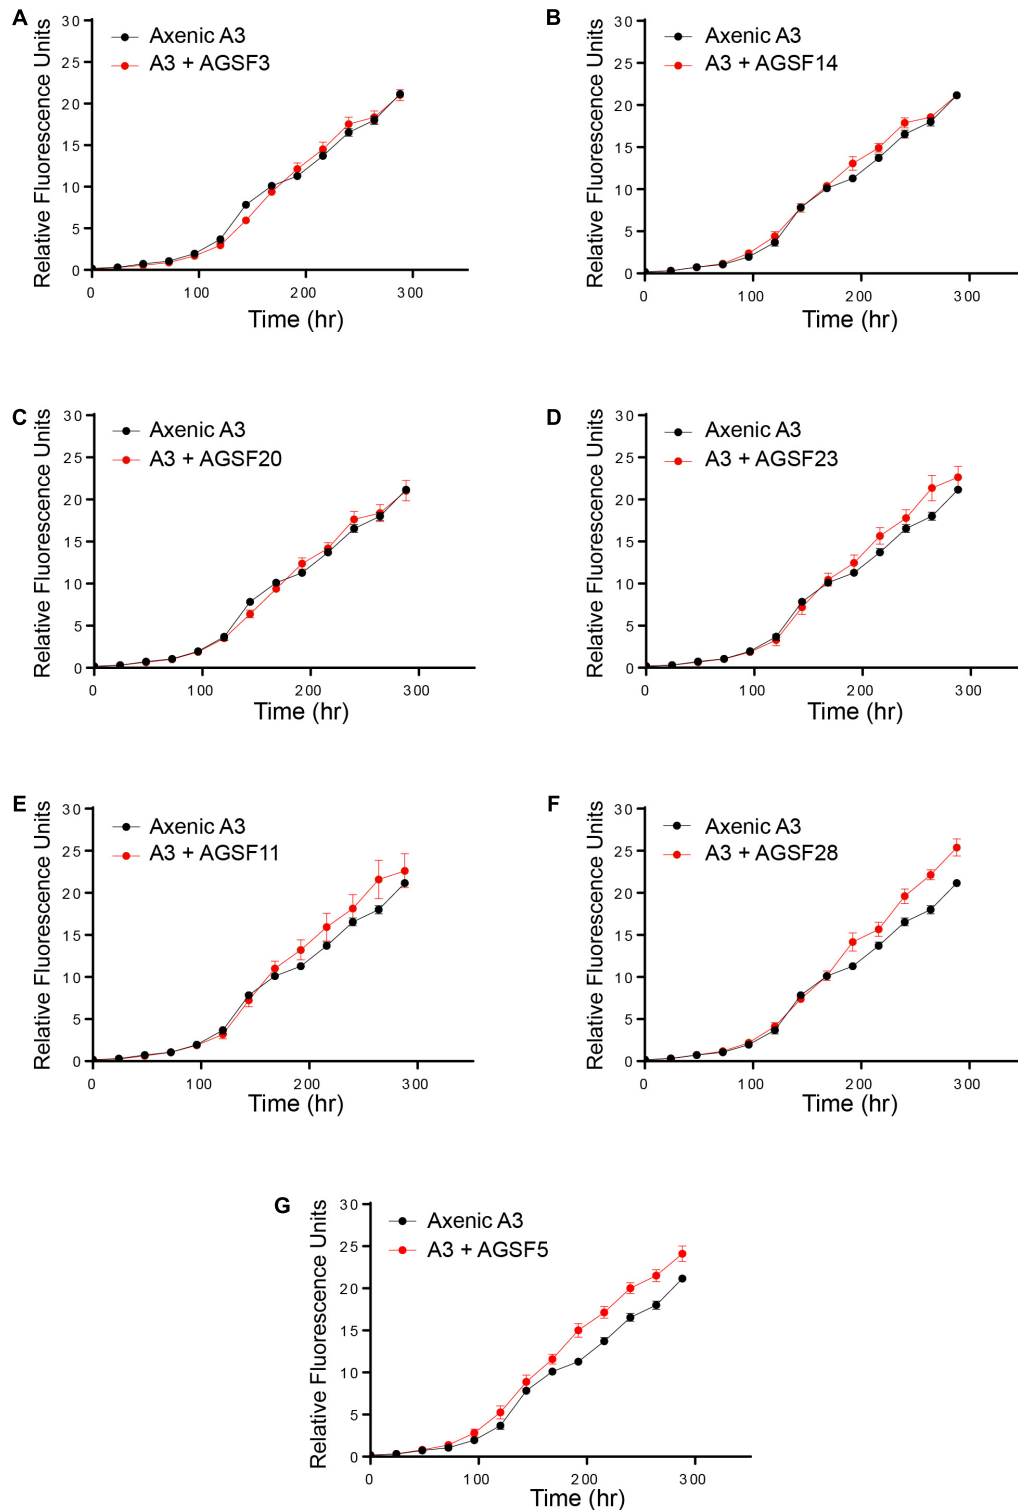 A
Relative Fluorescence Units
30
25
20
15
10
5
0
Axenic A3
A3 + AGSF3
0 100 200 300
Time (hr)
B
Relative Fluorescence Units
30
25
20
15
10
5
0
Axenic A3
A3 + AGSF14
0 100 200 300
Time (hr)
C
Relative Fluorescence Units
30
25
20
15
10
5
0
Axenic A3
A3 + AGSF20
0 100 200 300
Time (hr)
D
Relative Fluorescence Units
30
25
20
15
10
5
0
Axenic A3
A3 + AGSF23
0 100 200 300
Time (hr)
E
Relative Fluorescence Units
30
25
20
15
10
5
0
Axenic A3
A3 + AGSF11
0 100 200 300
Time (hr)
F
Relative Fluorescence Units
30
25
20
15
10
5
0
Axenic A3
A3 + AGSF28
0 100 200 300
Time (hr)
G
Relative Fluorescence Units
30
25
20
15
10
5
0
Axenic A3
A3 + AGSF5
0 100 200 300
Time (hr)